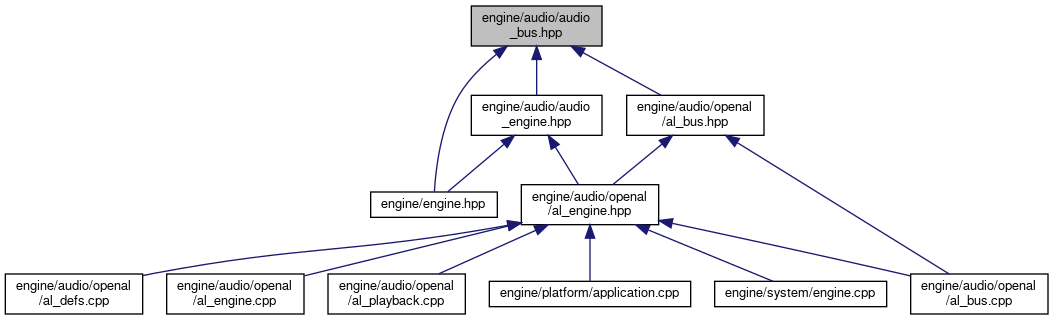 engine/audio/audio
_bus.hpp
engine/audio/audio
_engine.hpp
engine/audio/openal
/al_bus.hpp
engine/engine.hpp
engine/audio/openal
/al_engine.hpp
engine/audio/openal
/al_defs.cpp
engine/audio/openal
/al_engine.cpp
engine/audio/openal
/al_playback.cpp
engine/platform/application.cpp
engine/system/engine.cpp
engine/audio/openal
/al_bus.cpp